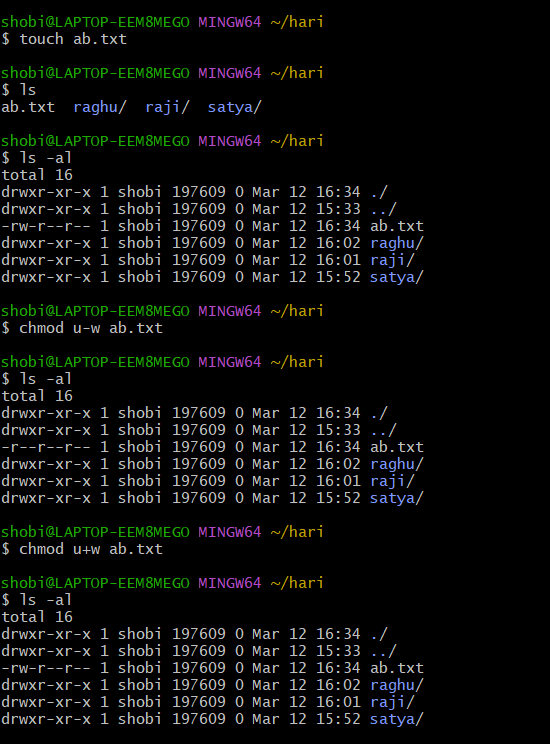 shobi@LAPTOP-EEM8MEGO MINGW64 ~/hari
$ touch ab.txt
shobi@LAPTOP-EEM8MEGO MINGW64 ~/hari
$ ls
ab.txt  raghu/  raji/  satya/
shobi@LAPTOP-EEM8MEGO MINGW64 ~/hari
$ ls -al
total 16
drwxr-xr-x 1 shobi 197609 0 Mar 12 16:34 ./
drwxr-xr-x 1 shobi 197609 0 Mar 12 15:33 ../
-rw-r--r-- 1 shobi 197609 0 Mar 12 16:34 ab.txt
drwxr-xr-x 1 shobi 197609 0 Mar 12 16:02 raghu/
drwxr-xr-x 1 shobi 197609 0 Mar 12 16:01 raji/
drwxr-xr-x 1 shobi 197609 0 Mar 12 15:52 satya/
shobi@LAPTOP-EEM8MEGO MINGW64 ~/hari
$ chmod u-w ab.txt
shobi@LAPTOP-EEM8MEGO MINGW64 ~/hari
$ ls -al
total 16
drwxr-xr-x 1 shobi 197609 0 Mar 12 16:34 ./
drwxr-xr-x 1 shobi 197609 0 Mar 12 15:33 ../
-r--r--r-- 1 shobi 197609 0 Mar 12 16:34 ab.txt
drwxr-xr-x 1 shobi 197609 0 Mar 12 16:02 raghu/
drwxr-xr-x 1 shobi 197609 0 Mar 12 16:01 raji/
drwxr-xr-x 1 shobi 197609 0 Mar 12 15:52 satya/
shobi@LAPTOP-EEM8MEGO MINGW64 ~/hari
$ chmod u+w ab.txt
shobi@LAPTOP-EEM8MEGO MINGW64 ~/hari
$ ls -al
total 16
drwxr-xr-x 1 shobi 197609 0 Mar 12 16:34 ./
drwxr-xr-x 1 shobi 197609 0 Mar 12 15:33 ../
-rw-r--r-- 1 shobi 197609 0 Mar 12 16:34 ab.txt
drwxr-xr-x 1 shobi 197609 0 Mar 12 16:02 raghu/
drwxr-xr-x 1 shobi 197609 0 Mar 12 16:01 raji/
drwxr-xr-x 1 shobi 197609 0 Mar 12 15:52 satya/